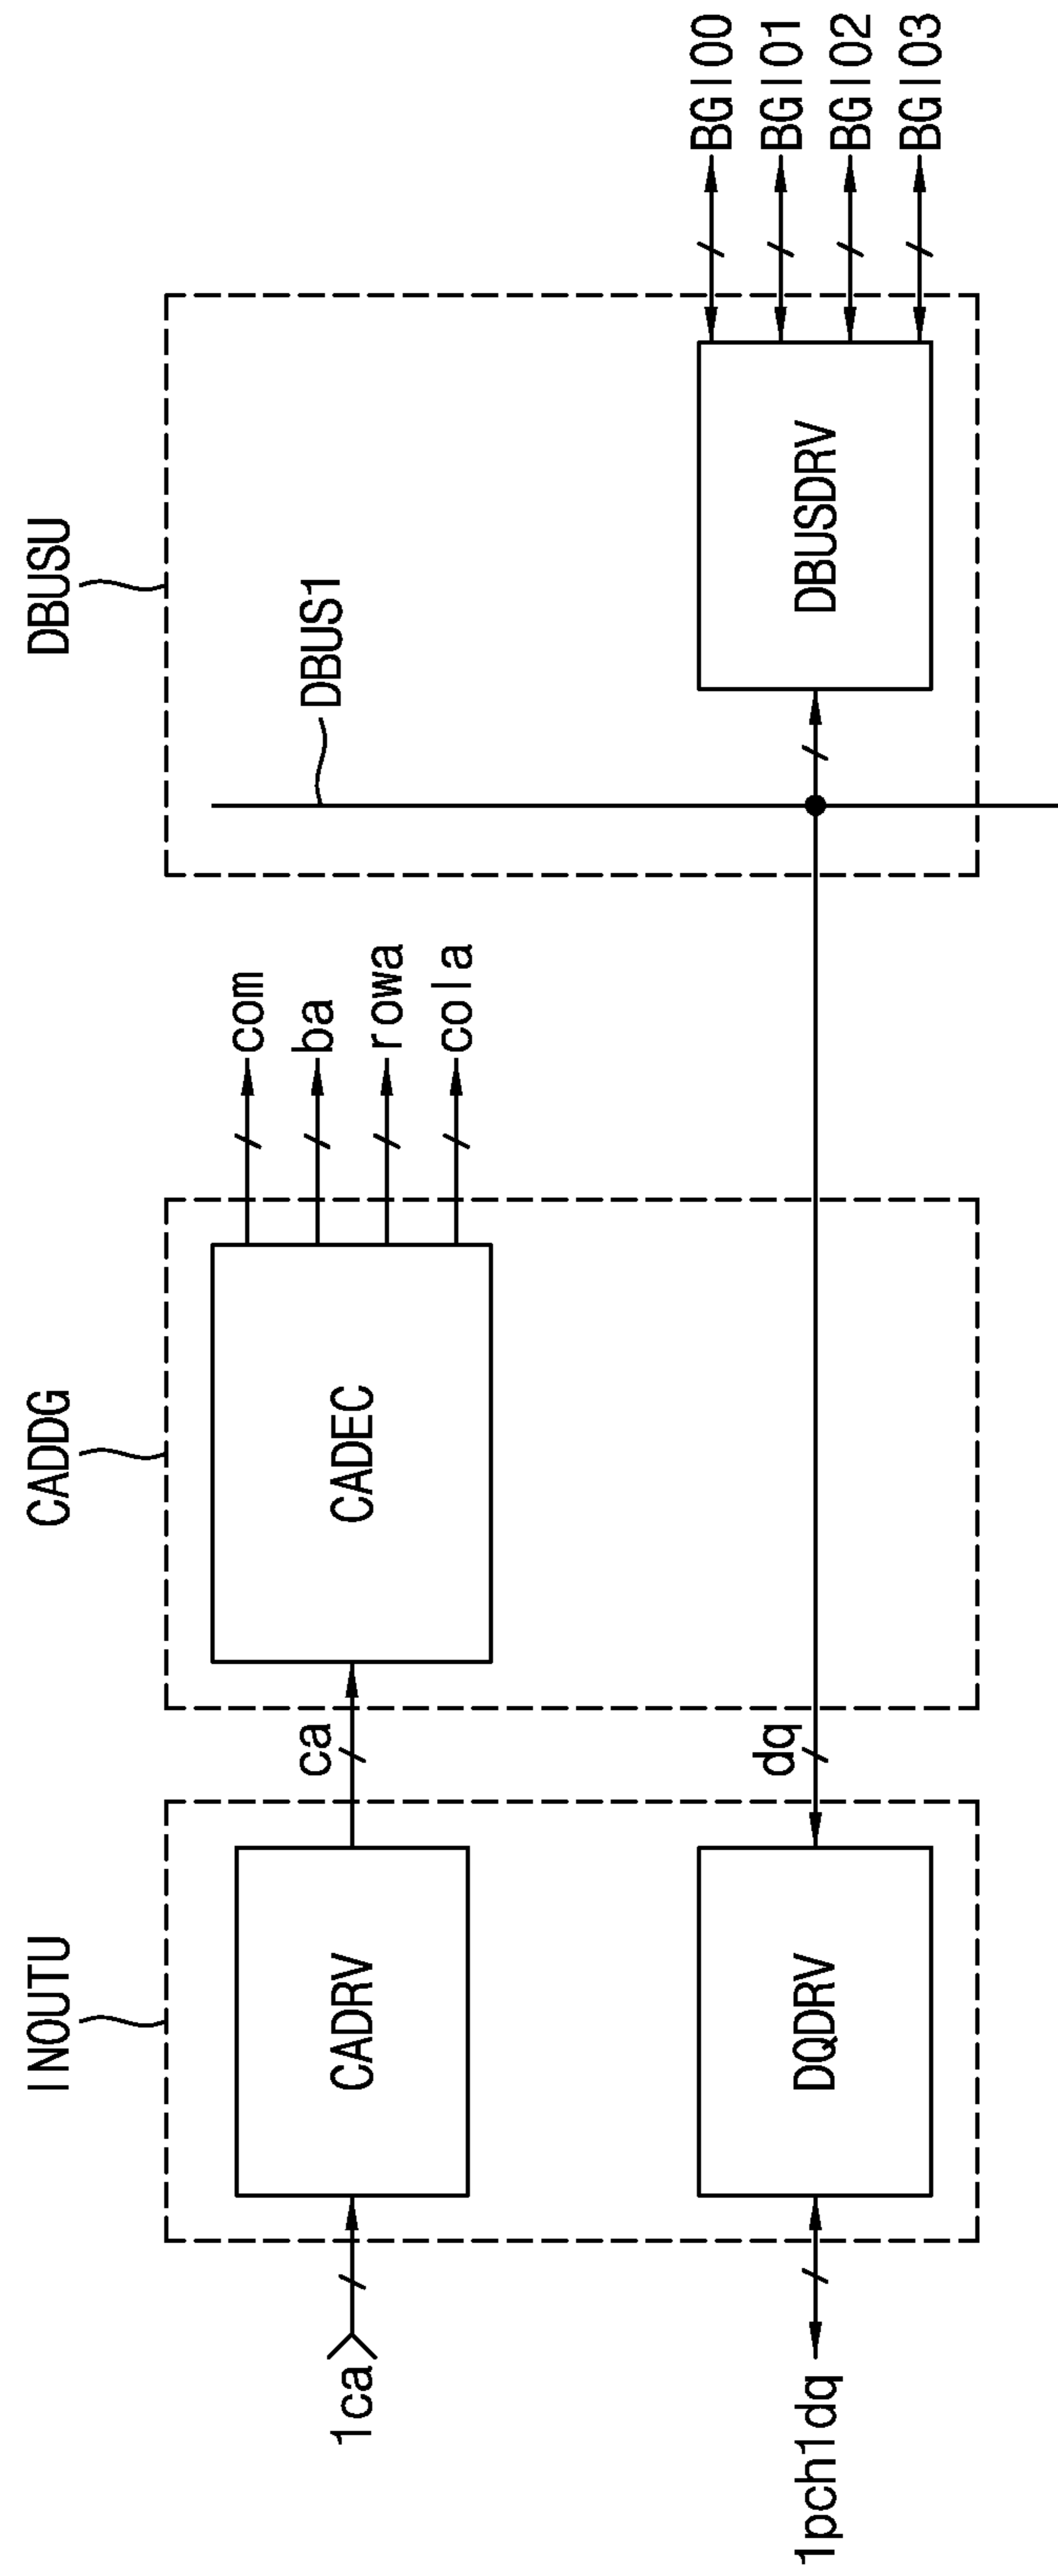 INOUTU
CADDG
DBUSU
1ca
CADRV
ca
CADEC
com
ba
rowa
cola
DBUS1
1pch1dq
DQDRV
dq
DBUSDRV
BGIO0
BGIO1
BGIO2
BGIO3